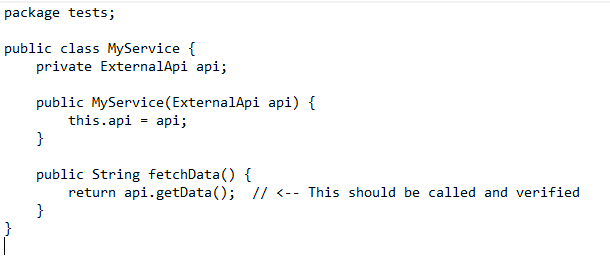 package tests;

public class MyService {
    private ExternalApi api;

    public MyService(ExternalApi api) {
        this.api = api;
    }

    public String fetchData() {
        return api.getData();  // <-- This should be called and verified
    }
}